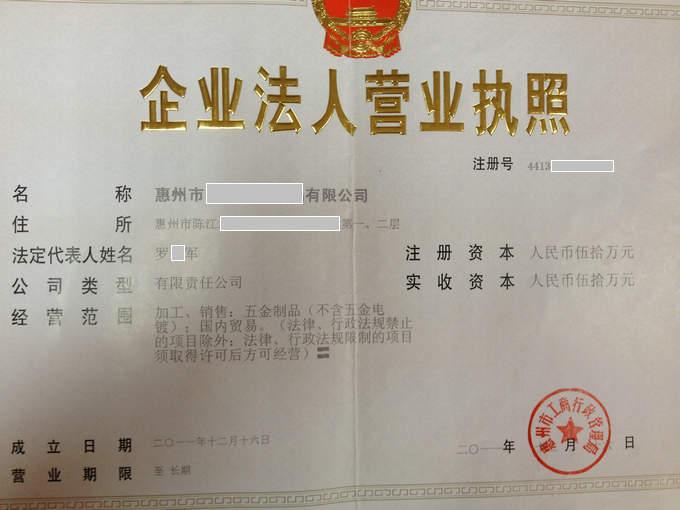 企业法人营业执照
注册号 4413
名 称 惠州市 有限公司
住 所 惠州市陈江 第一、二层
法定代表人姓名 罗 军
注册资本 人民币伍拾万元
公司类型 有限责任公司
实收资本 人民币伍拾万元
经营范围 加工、销售：五金制品（不含五金电
镀）；国内贸易。（法律、行政法规禁止
的项目除外；法律、行政法规限制的项目
须取得许可后方可经营）〓
惠州市工商行政管理局
成立日期 二〇一一年十二月十六日
二〇一一 年 月 日
营业期限 至 长期